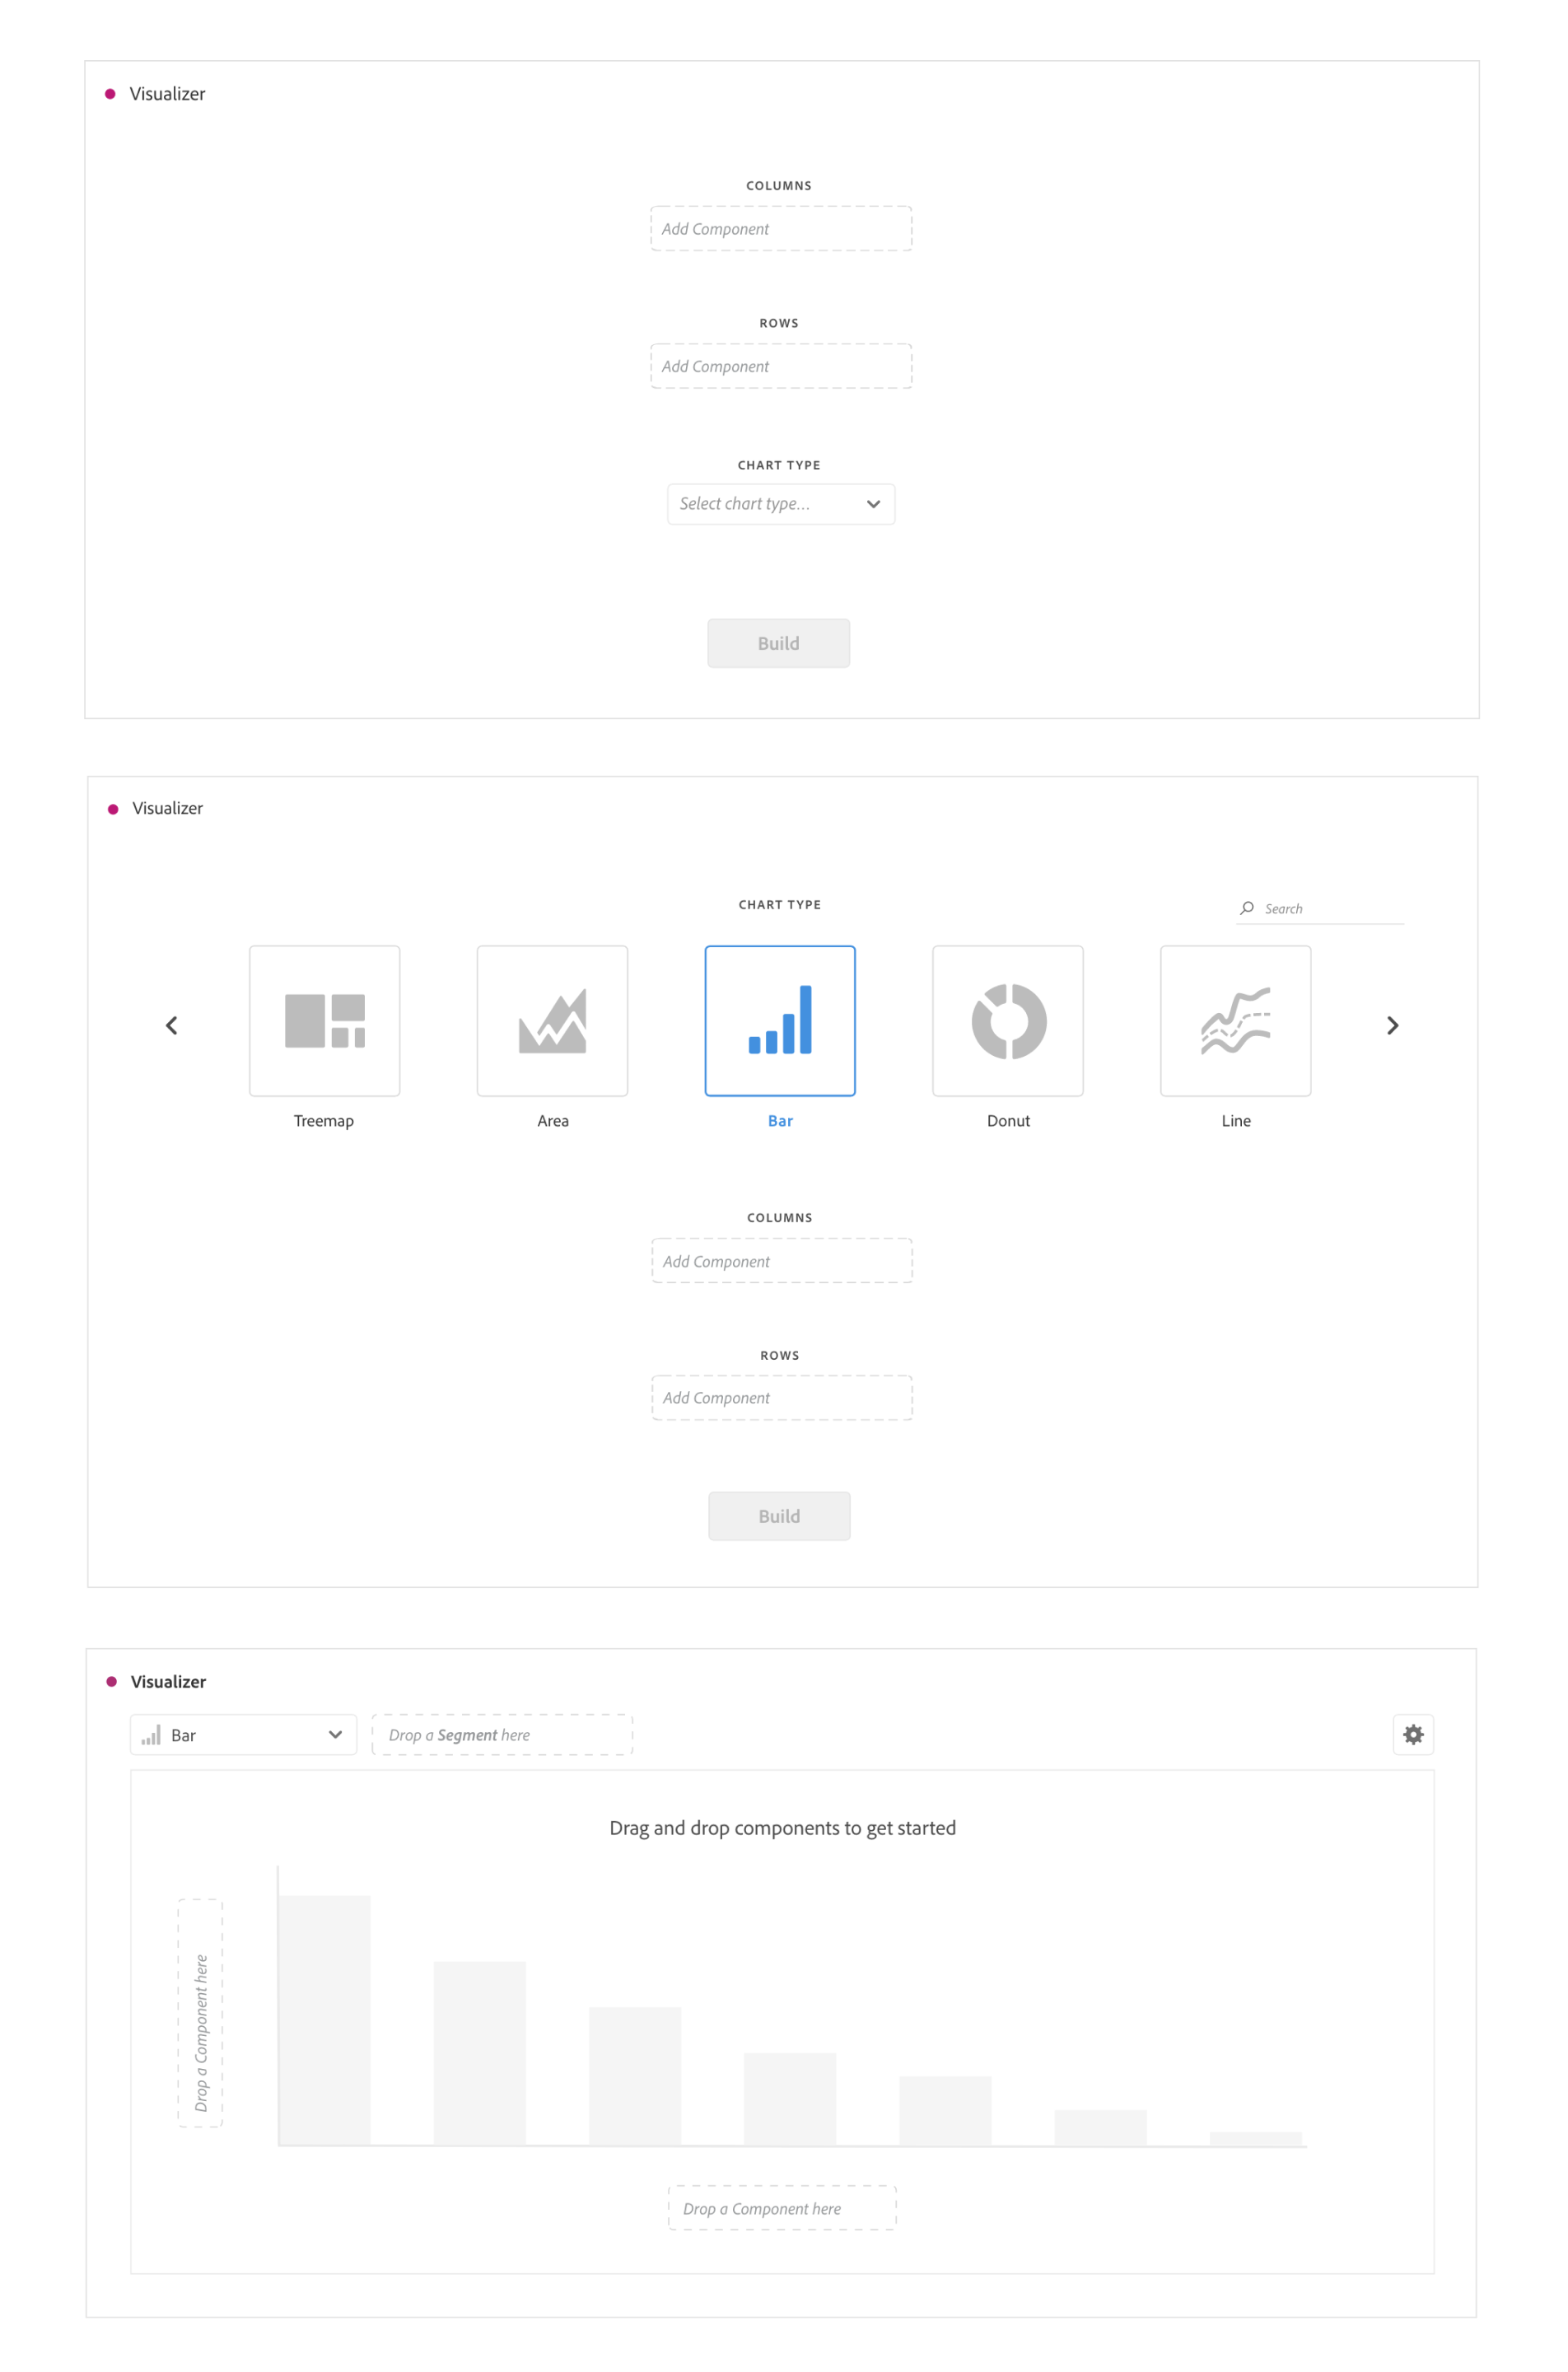 Visualizer
COLUMNS
Add Component
ROWS
Add Component
CHART TYPE
Select chart type...
Build
Visualizer
CHART TYPE
Search
Treemap
Area
Bar
Donut
Line
COLUMNS
Add Component
ROWS
Add Component
Build
Visualizer
Bar
Drop a Segment here
Drag and drop components to get started
Drop a Component here
Drop a Component here